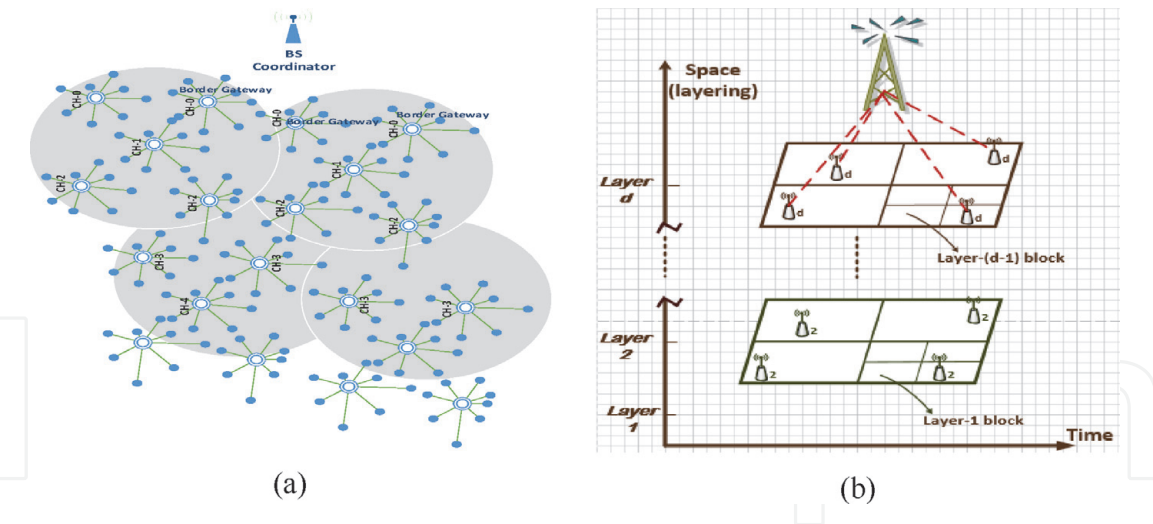 BS
Coordinator
CH-0
Border Gateway
CH-0
CH-0
Border Gateway
Border Gateway
CH-0
CH-1
CH-1
CH-2
CH-2
CH-2
CH-2
CH-3
CH-3
CH-4
CH-3
CH-3
(a)
Space
(layering)
Layer
d
d
d
d
d
Layer-(d-1) block
Layer
2
2
2
2
2
Layer-1 block
Layer
1
Time
(b)